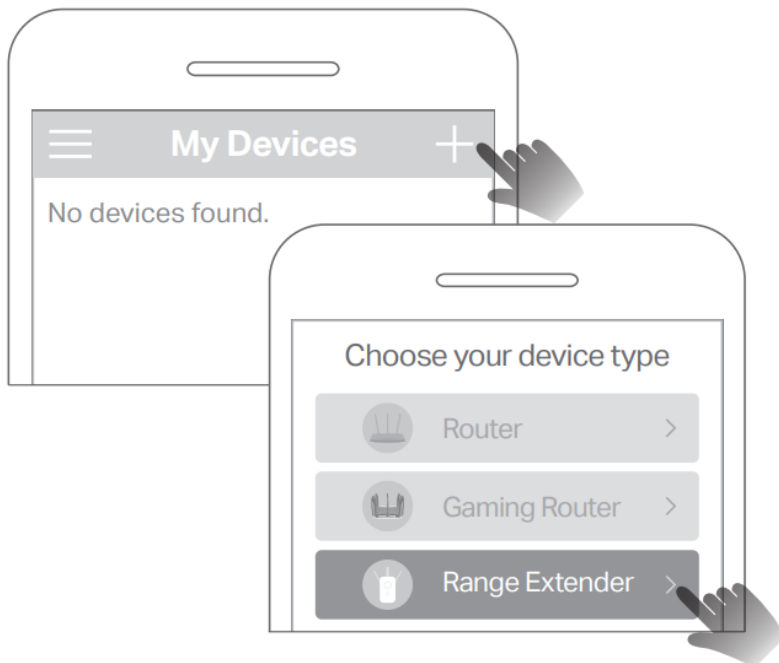 My Devices
No devices found.
Choose your device type
Router
Gaming Router
Range Extender